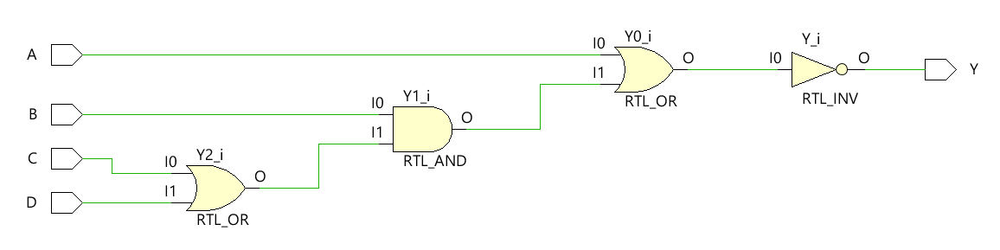 Y0_i
Y_i
I0
A
I0
O
O
Y
I1
Y1_i
RTL_OR
RTL_INV
I0
B
O
I1
Y2_i
C
I0
RTL_AND
O
I1
D
RTL_OR